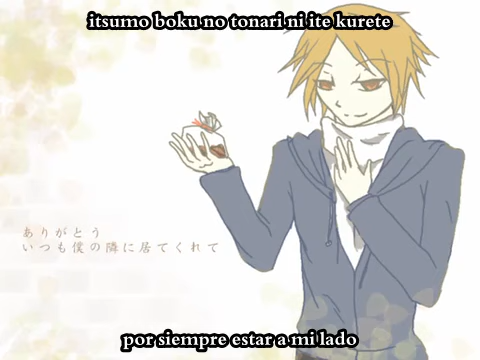 itsumo boku no tonari ni ite kurete
ありがとう
いつも僕の隣に居てくれて
por siempre estar a mi lado